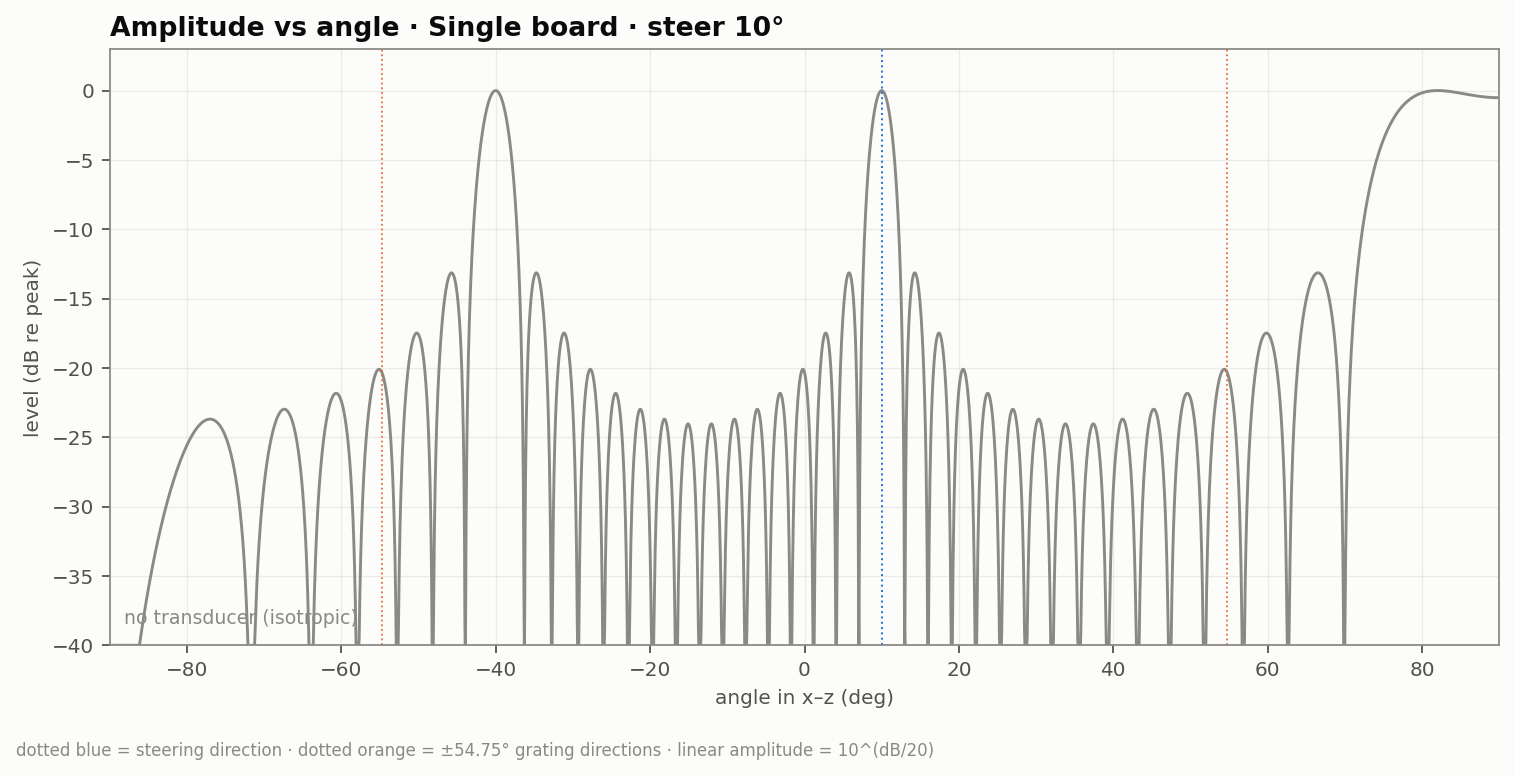 Amplitude vs angle · Single board · steer 10°
level (dB re peak)
0
−5
−10
−15
−20
−25
−30
−35
−40
no transducer (isotropic)
−80 −60 −40 −20 0 20 40 60 80
angle in x–z (deg)
dotted blue = steering direction · dotted orange = ±54.75° grating directions · linear amplitude = 10^(dB/20)